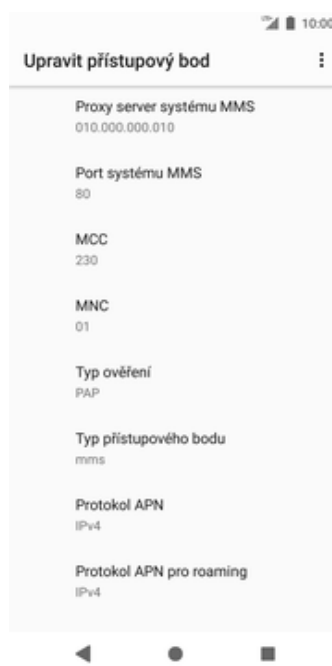 10:00
Upravit přístupový bod
Proxy server systému MMS
010.000.000.010
Port systému MMS
80
MCC
230
MNC
01
Typ ověření
PAP
Typ přístupového bodu
mms
Protokol APN
IPv4
Protokol APN pro roaming
IPv4